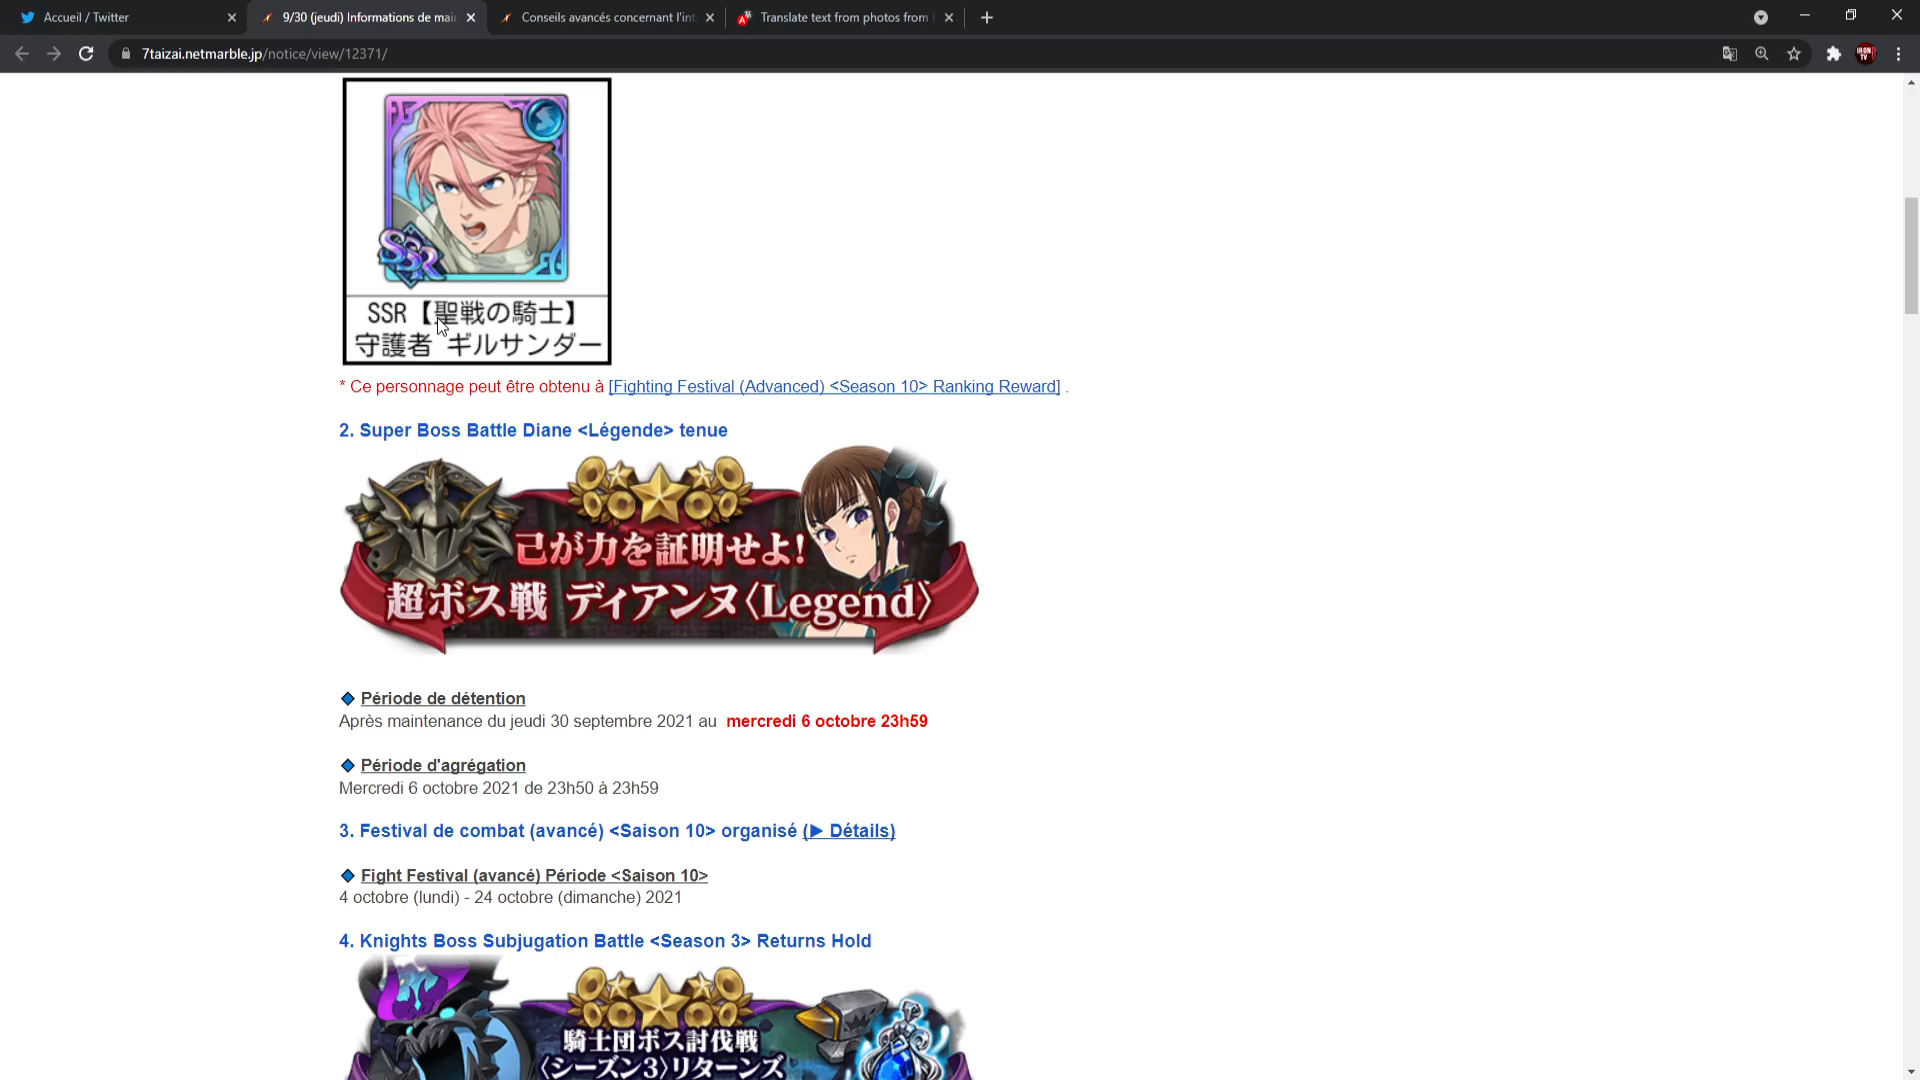 Accueil / Twitter
9/30 (jeudi) Informations de mai
Conseils avancés concernant l'int
Translate text from photos from
7taizai.netmarble.jp/notice/view/12371/
IRON TV
SSR
SSR【聖戦の騎士】
守護者 ギルサンダー
* Ce personnage peut être obtenu à [Fighting Festival (Advanced) <Season 10> Ranking Reward] .
2. Super Boss Battle Diane <Légende> tenue
己が力を証明せよ!
超ボス戦 ディアンヌ〈Legend〉
Période de détention
Après maintenance du jeudi 30 septembre 2021 au mercredi 6 octobre 23h59
Période d'agrégation
Mercredi 6 octobre 2021 de 23h50 à 23h59
3. Festival de combat (avancé) <Saison 10> organisé (▶ Détails)
Fight Festival (avancé) Période <Saison 10>
4 octobre (lundi) - 24 octobre (dimanche) 2021
4. Knights Boss Subjugation Battle <Season 3> Returns Hold
騎士団ボス討伐戦
〈シーズン3〉リターンズ